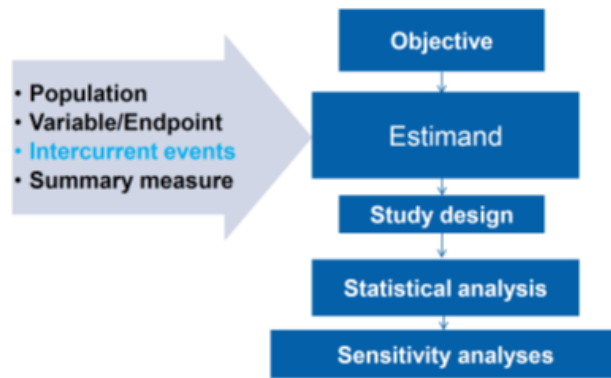 Objective
• Population
• Variable/Endpoint
• Intercurrent events
• Summary measure
Estimand
Study design
Statistical analysis
Sensitivity analyses